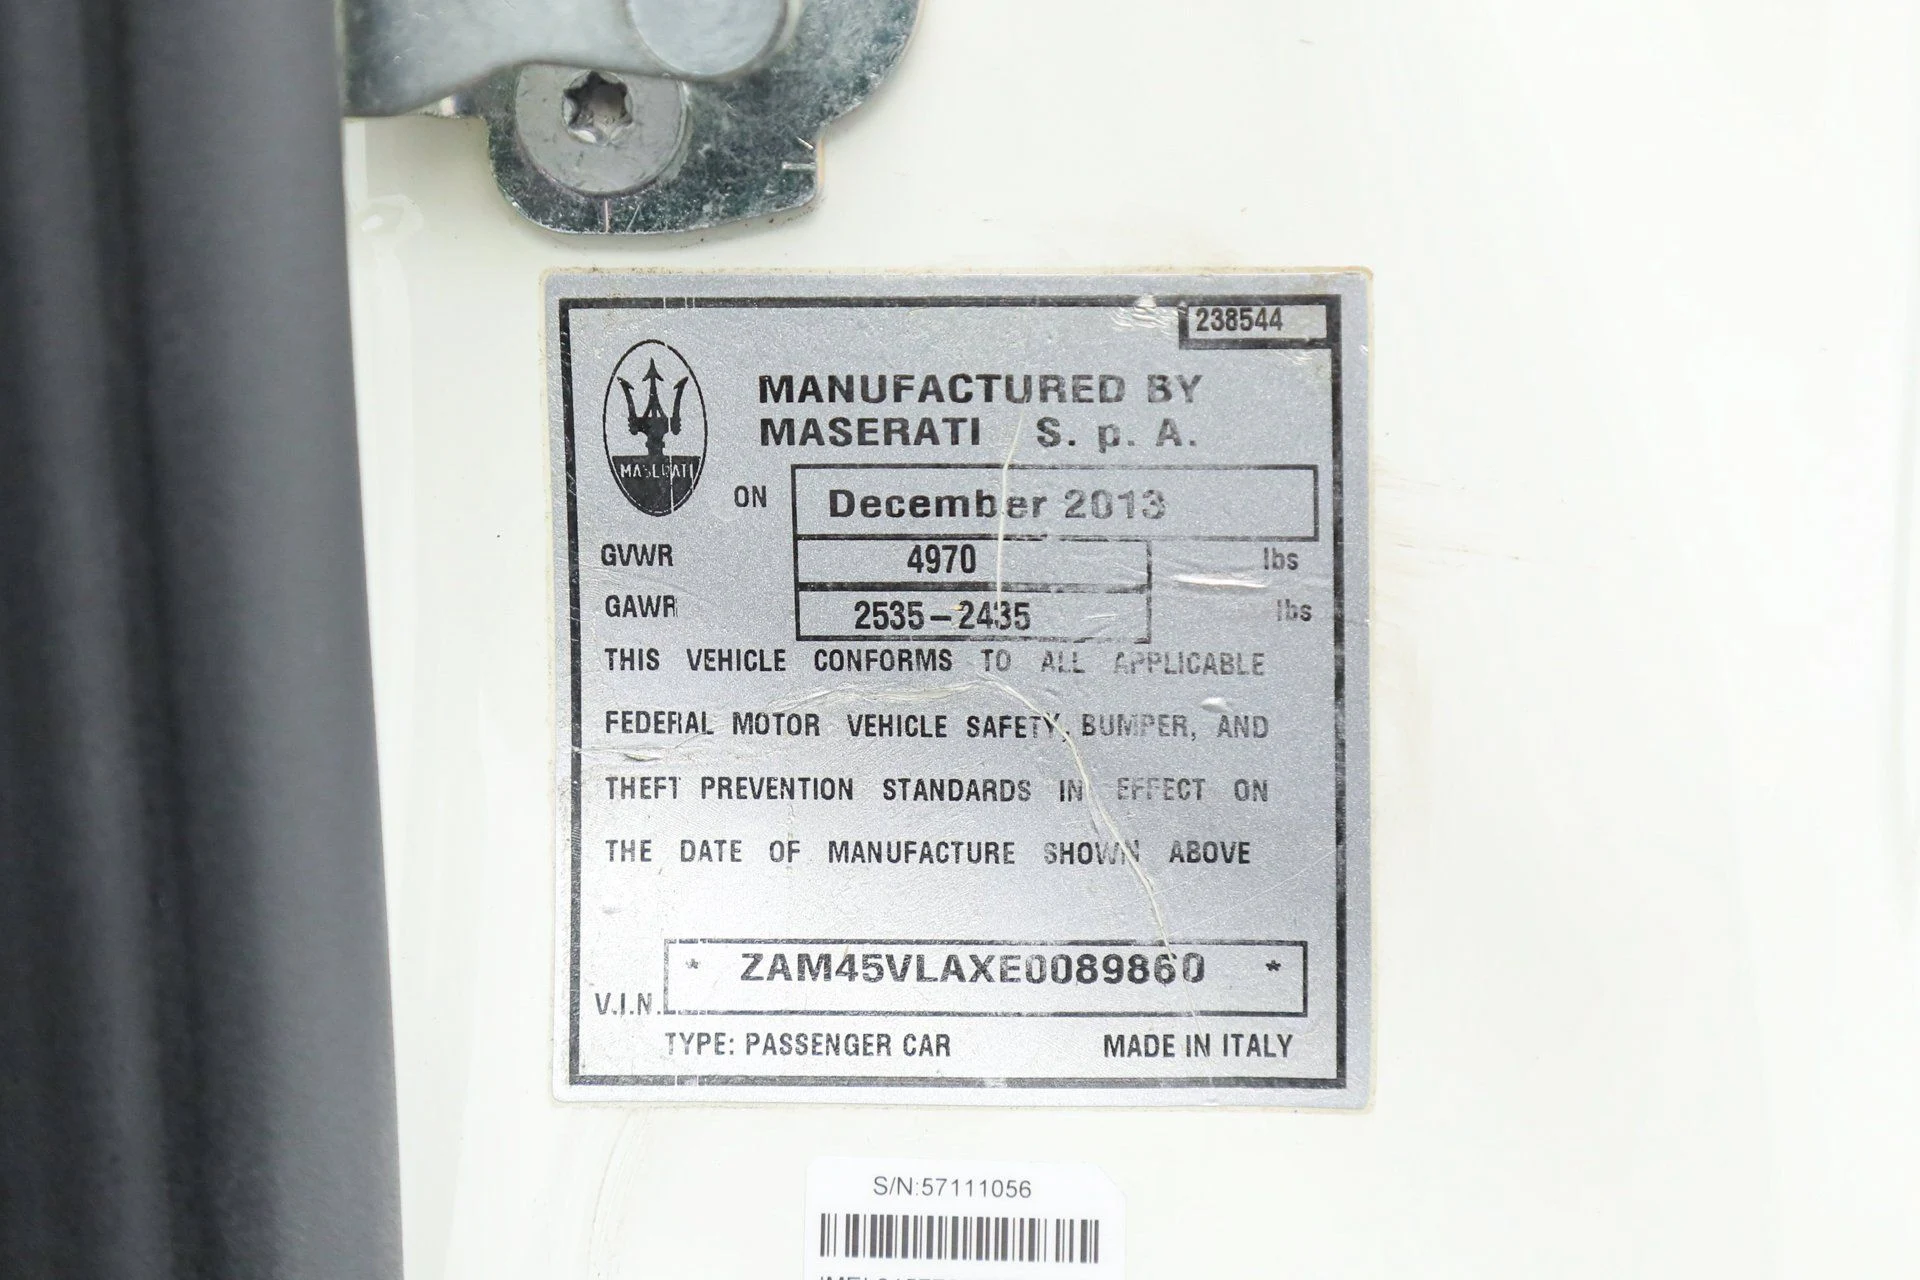 238544
MANUFACTURED BY
MASERATI S. p. A.
MASERATI
ON December 2013
GVWR 4970 lbs
GAWR 2535-2435 lbs
THIS VEHICLE CONFORMS TO ALL APPLICABLE
FEDERAL MOTOR VEHICLE SAFETY, BUMPER, AND
THEFT PREVENTION STANDARDS IN EFFECT ON
THE DATE OF MANUFACTURE SHOWN ABOVE
V.I.N. * ZAM45VLAXE0089860 *
TYPE: PASSENGER CAR MADE IN ITALY
S/N:57111056